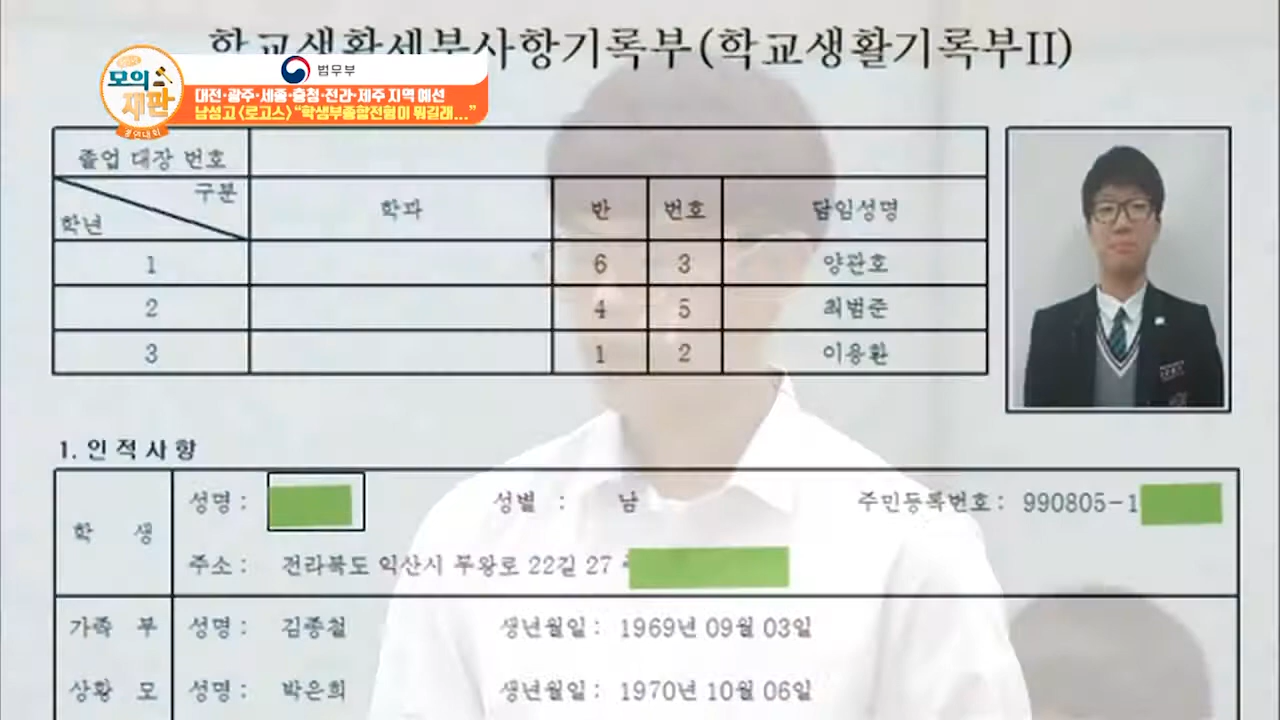 학교생활세부사항기록부(학교생활기록부II)
모의
재판
경연대회
법무부
대전·광주·세종·충청·전라·제주 지역 예선
남성고 〈로고스〉 “학생부종합전형이 뭐길래...”
졸업 대장 번호
구분
학년
학과 반 번호 담임성명
1 6 3 양관호
2 4 5 최범준
3 1 2 이용환
1. 인적사항
학 생
성명 : 성별 : 남 주민등록번호 : 990805-1
주소 : 전라북도 익산시 무왕로 22길 27
가족 부 성명 : 김종철 생년월일 : 1969년 09월 03일
상황 모 성명 : 박은희 생년월일 : 1970년 10월 06일